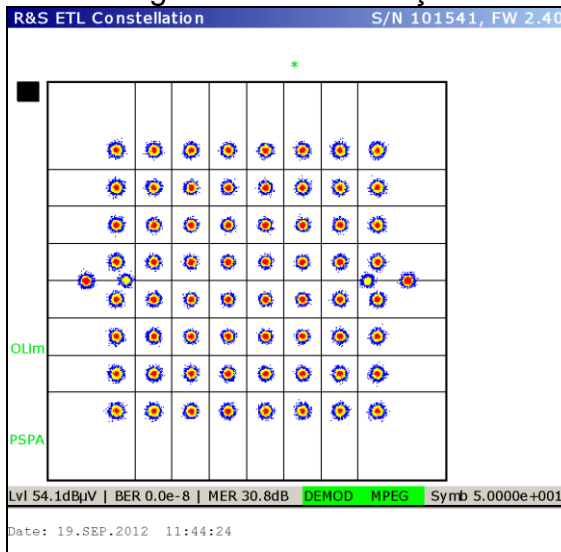 R&S ETL Constellation S/N 101541, FW 2.40
*
OLim
PSPA
Lvl 54.1dBµV | BER 0.0e-8 | MER 30.8dB DEMOD MPEG Symb 5.0000e+001
Date: 19.SEP.2012 11:44:24